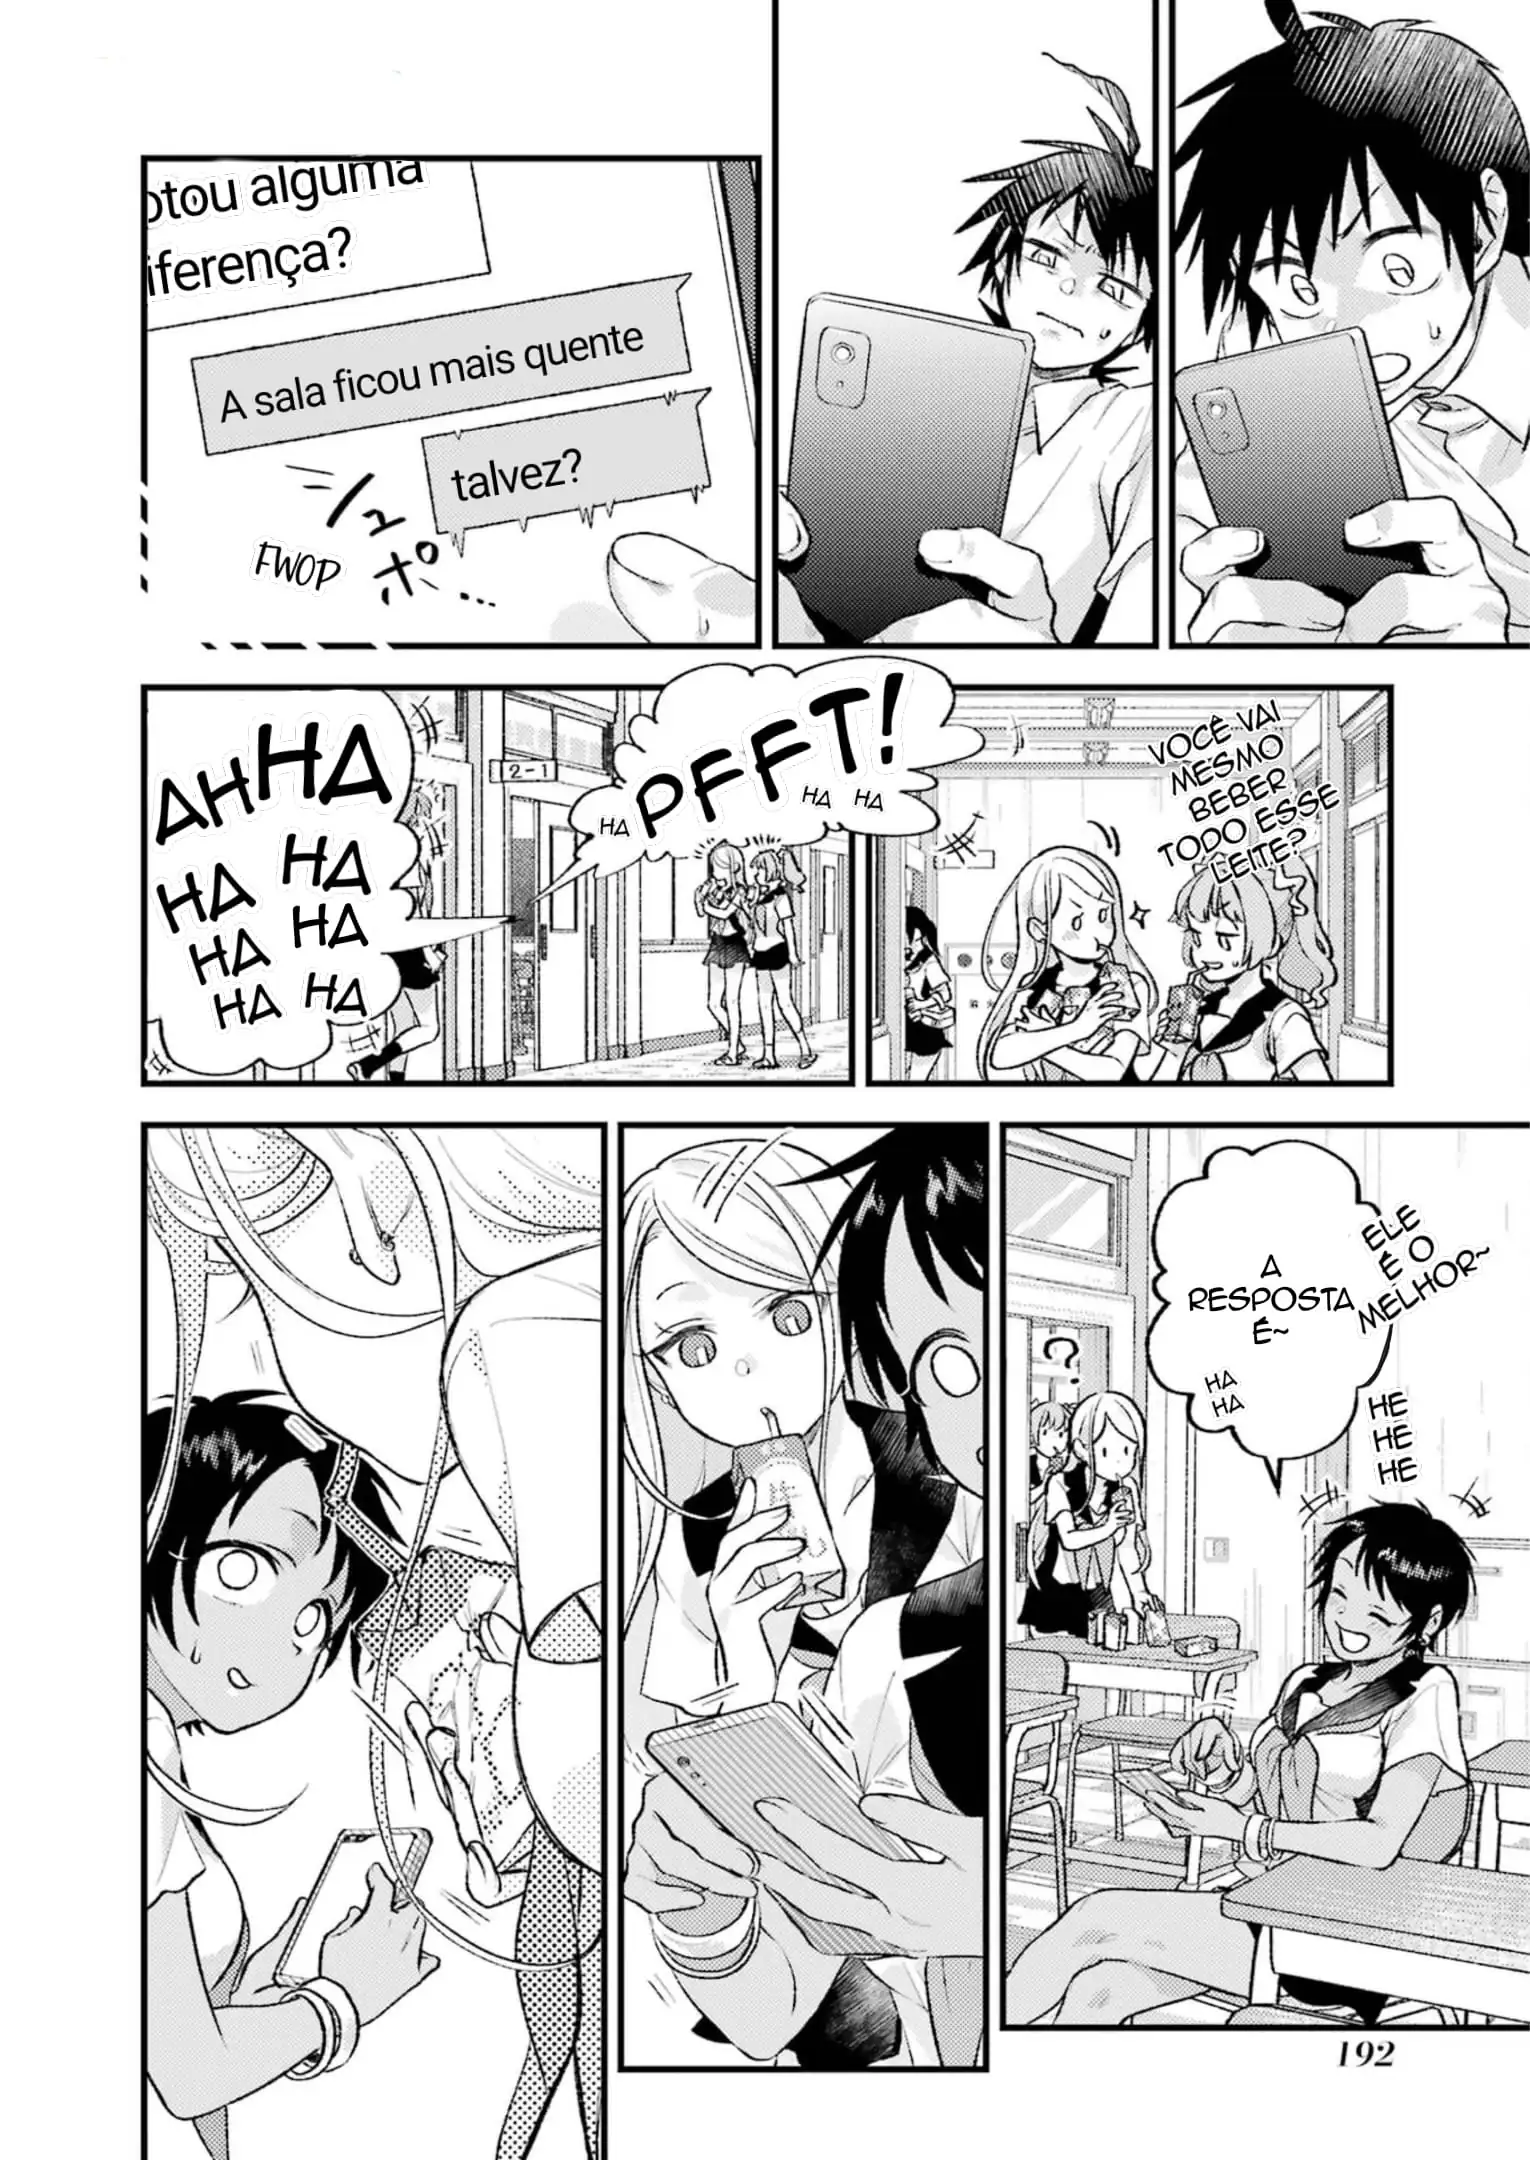 otou alguma
iferença?
A sala ficou mais quente
talvez?
FWOP
シュ
ポ…
VOCÊ VAI
MESMO
BEBER
TODO ESSE
LEITE?
PFFT!
HA
HA HA
2-1
AHHA
HA HA
HA HA
HA HA
ELE
É O
MELHOR~
A
RESPOSTA
É~
HA
HA
HE
HE
HE
?
192